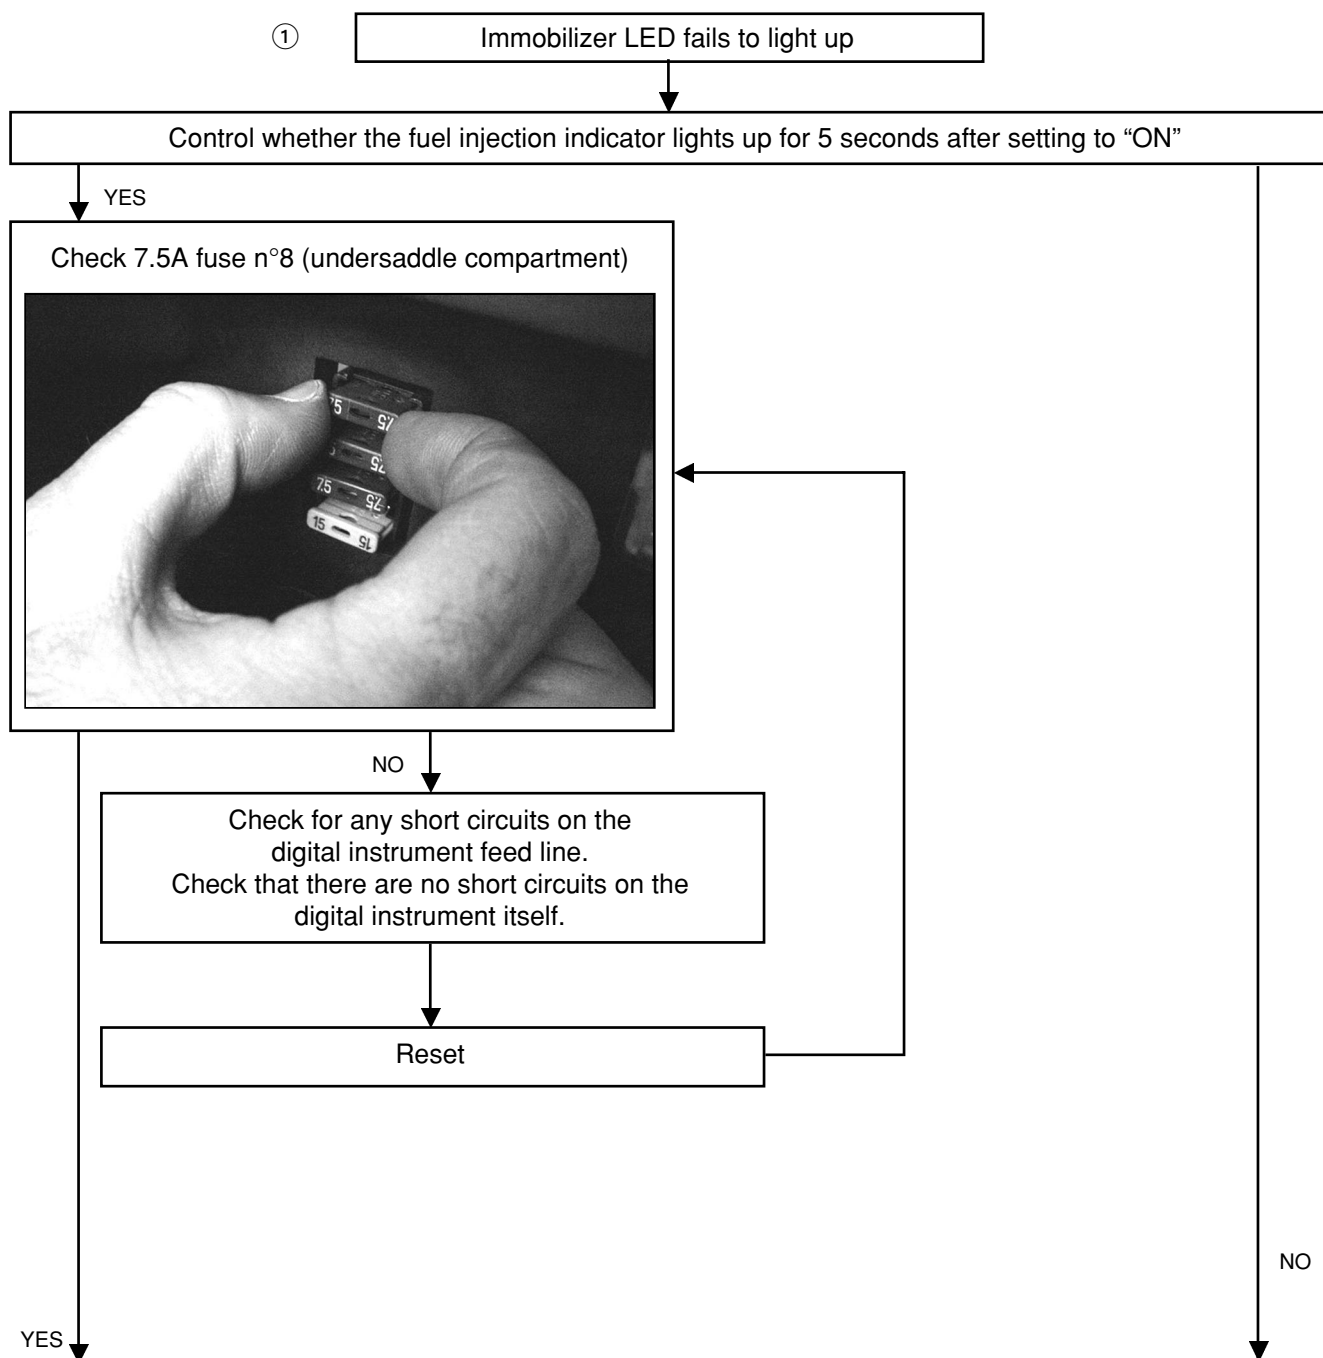 ①
Immobilizer LED fails to light up
Control whether the fuel injection indicator lights up for 5 seconds after setting to “ON”
YES
Check 7.5A fuse n°8 (undersaddle compartment)
7.5
7.5
7.5
7.5
15
15
NO
Check for any short circuits on the
digital instrument feed line.
Check that there are no short circuits on the
digital instrument itself.
Reset
NO
YES